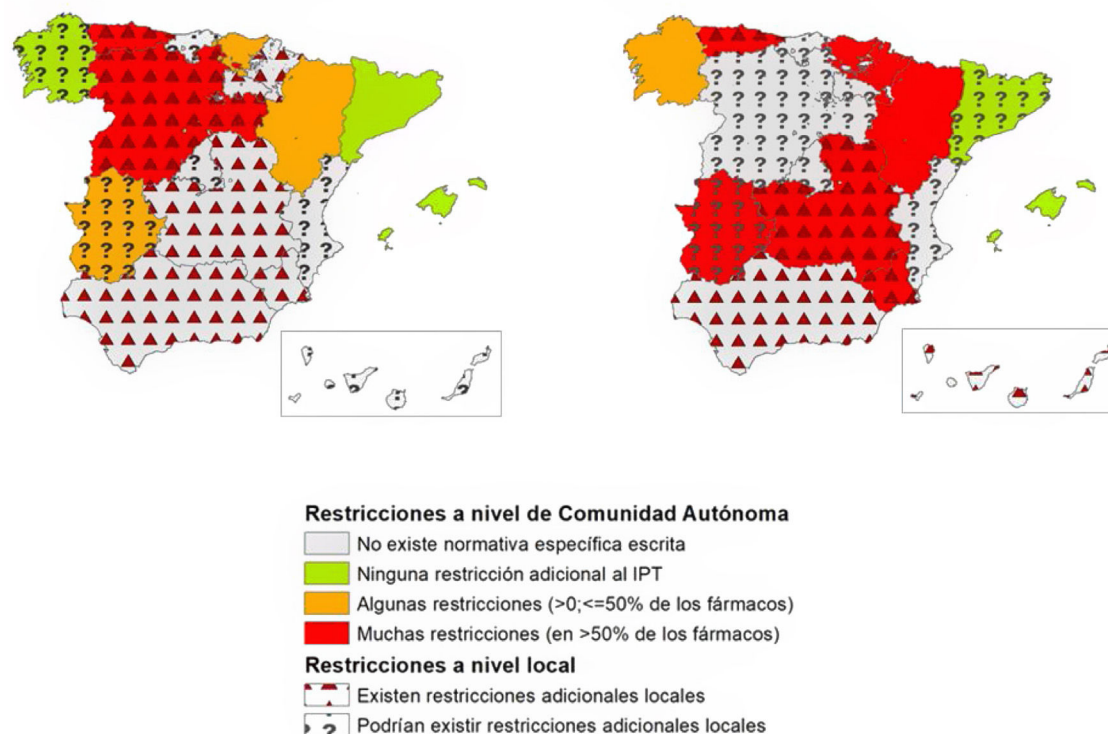 Restricciones a nivel de Comunidad Autónoma
No existe normativa específica escrita
Ninguna restricción adicional al IPT
Algunas restricciones (>0;<=50% de los fármacos)
Muchas restricciones (en >50% de los fármacos)
Restricciones a nivel local
Existen restricciones adicionales locales
Podrían existir restricciones adicionales locales